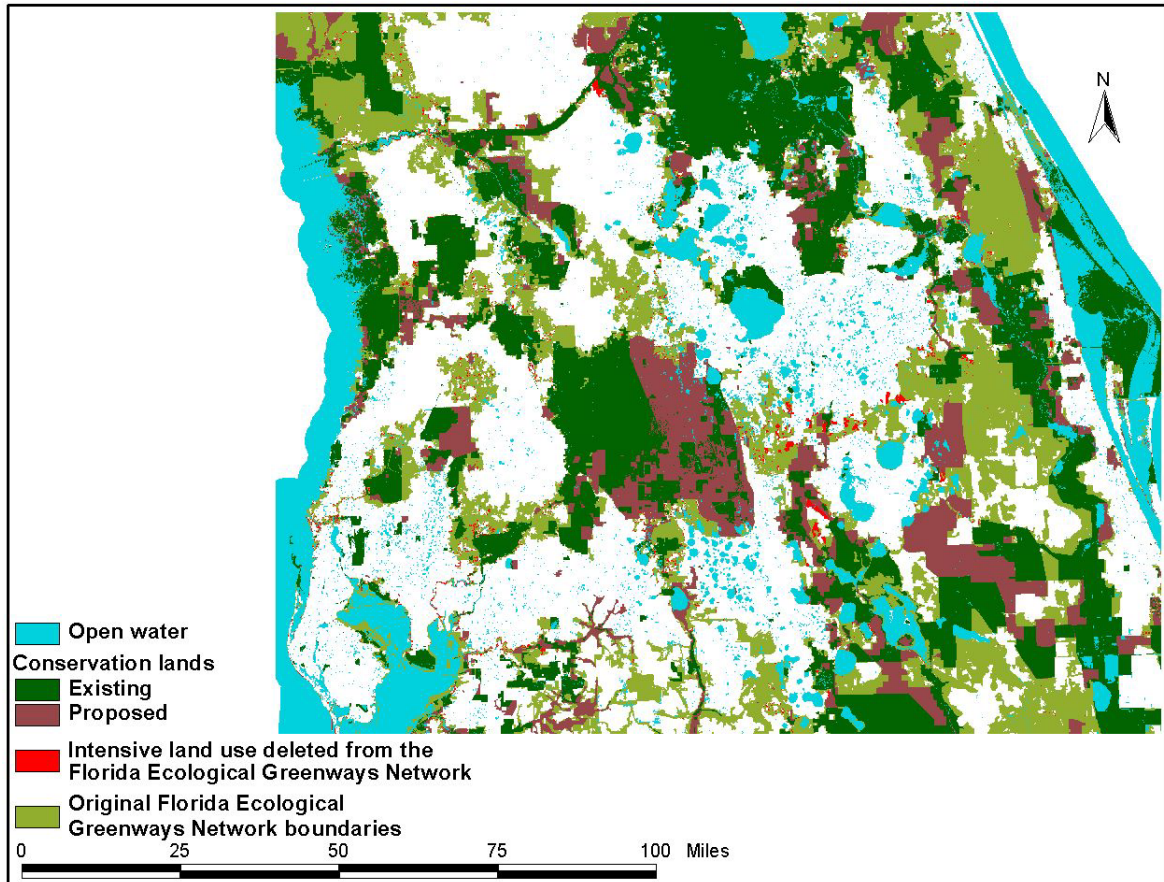 N
Open water
Conservation lands
Existing
Proposed
Intensive land use deleted from the
Florida Ecological Greenways Network
Original Florida Ecological
Greenways Network boundaries
0 25 50 75 100 Miles